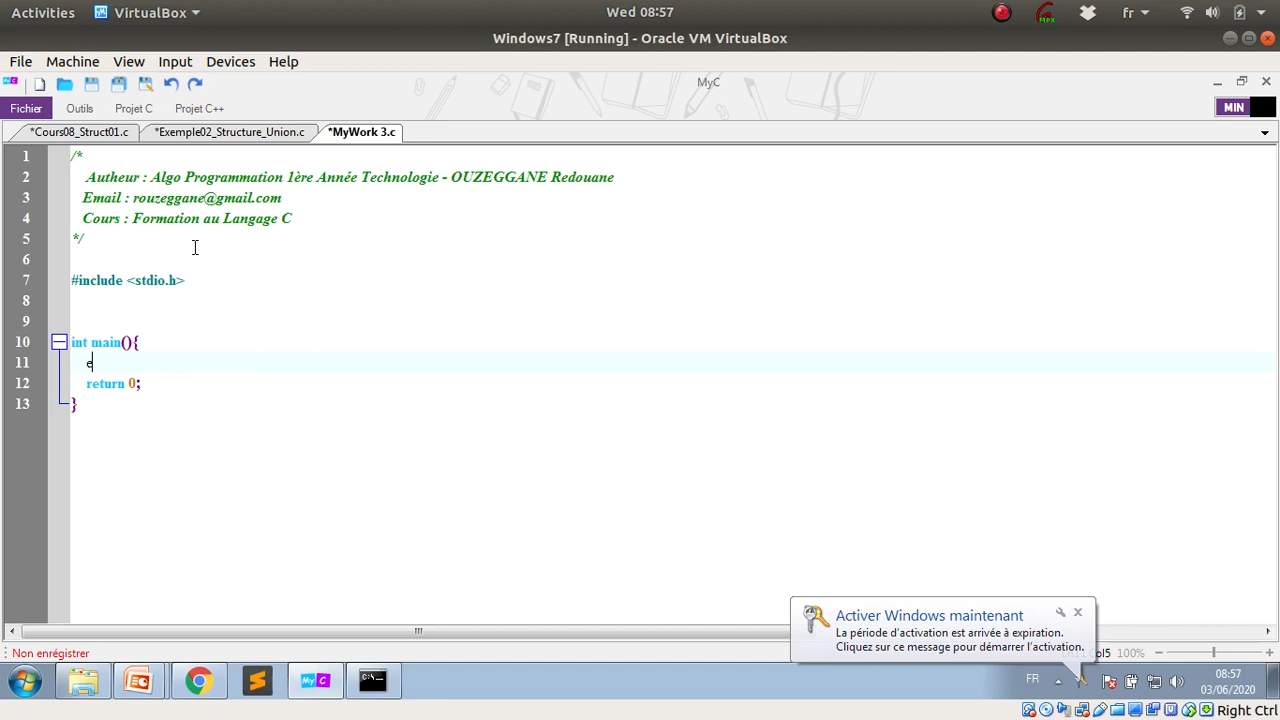 Activities VirtualBox Wed 08:57 fr
Windows7 [Running] - Oracle VM VirtualBox
File Machine View Input Devices Help
MyC
Fichier Outils Projet C Projet C++ MIN
*Cours08_Struct01.c *Exemple02_Structure_Union.c *MyWork 3.c
1 /*
2 Autheur : Algo Programmation 1ère Année Technologie - OUZEGGANE Redouane
3 Email : rouzeggane@gmail.com
4 Cours : Formation au Langage C
5 */
6
7 #include <stdio.h>
8
9
10 int main(){
11 e
12 return 0;
13 }
Activer Windows maintenant
La période d'activation est arrivée à expiration.
Cliquez sur ce message pour démarrer l'activation.
Non enregistrer Col5 100%
FR 08:57
03/06/2020
Right Ctrl